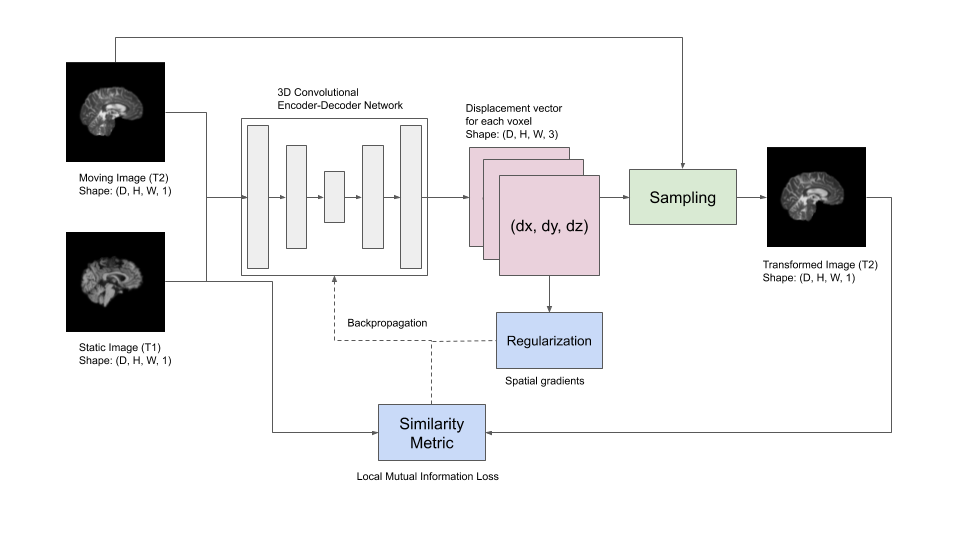 3D Convolutional
Encoder-Decoder Network
Displacement vector
for each voxel
Shape: (D, H, W, 3)
Moving Image (T2)
Shape: (D, H, W, 1)
Sampling
(dx, dy, dz)
Transformed Image (T2)
Shape: (D, H, W, 1)
Static Image (T1)
Shape: (D, H, W, 1)
Backpropagation
Regularization
Spatial gradients
Similarity
Metric
Local Mutual Information Loss